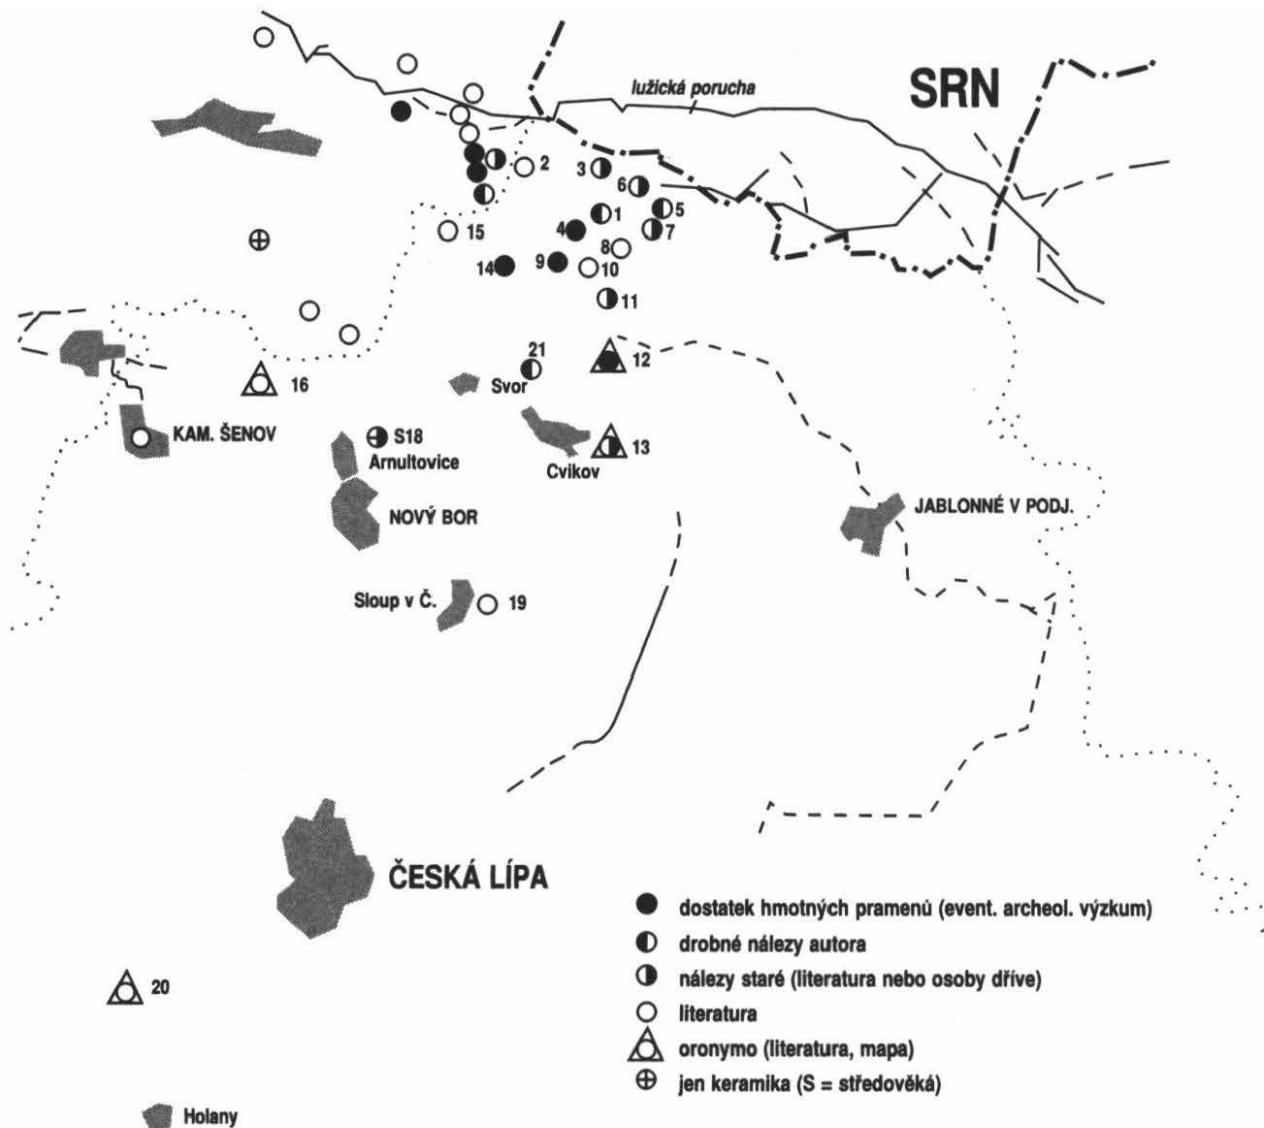 lužická porucha
SRN
2
3
6
5
1
15
4
7
8
14
9
10
11
21
12
16
Svor
KAM. ŠENOV
S18
13
Arnultovice
Cvikov
NOVÝ BOR
JABLONNÉ V PODJ.
Sloup v Č.
19
ČESKÁ LÍPA
dostatek hmotných pramenů (event. archeol. výzkum)
drobné nálezy autora
20
nálezy staré (literatura nebo osoby dříve)
literatura
oronymo (literatura, mapa)
jen keramika (S = středověká)
Holany